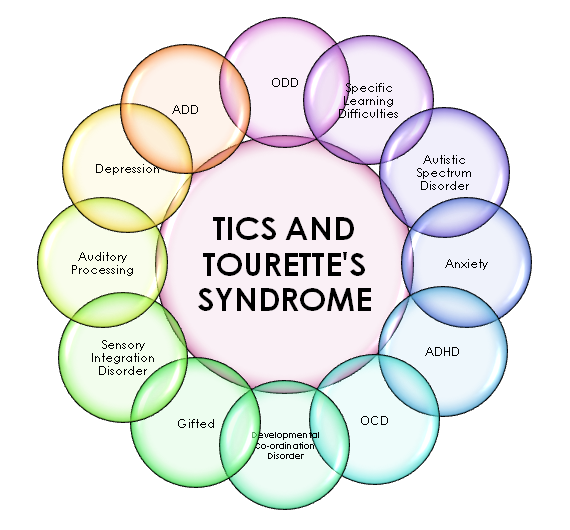 ODD
Specific
Learning
Difficulties
Autistic
Spectrum
Disorder
Anxiety
ADHD
OCD
Developmental
Co-ordination
Disorder
Gifted
Sensory
Integration
Disorder
Auditory
Processing
Depression
ADD
TICS AND
TOURETTE'S
SYNDROME